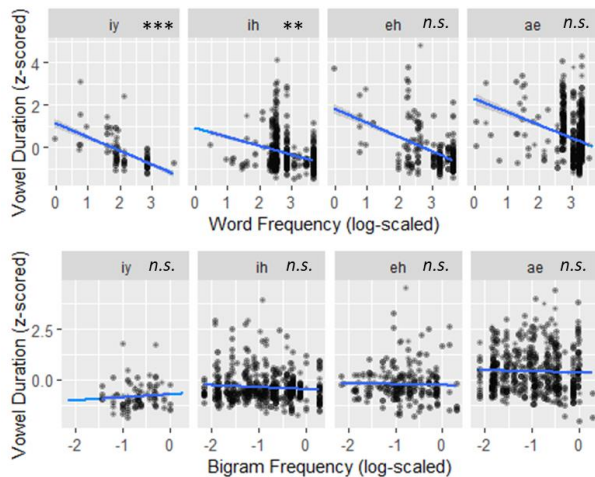 iy *** ih ** eh n.s. ae n.s.
Vowel Duration (z-scored)
4
2
0
0 1 2 3 0 1 2 3 0 1 2 3 0 1 2 3
Word Frequency (log-scaled)
iy n.s. ih n.s. eh n.s. ae n.s.
Vowel Duration (z-scored)
2.5
0.0
-2 -1 0 -2 -1 0 -2 -1 0 -2 -1 0
Bigram Frequency (log-scaled)